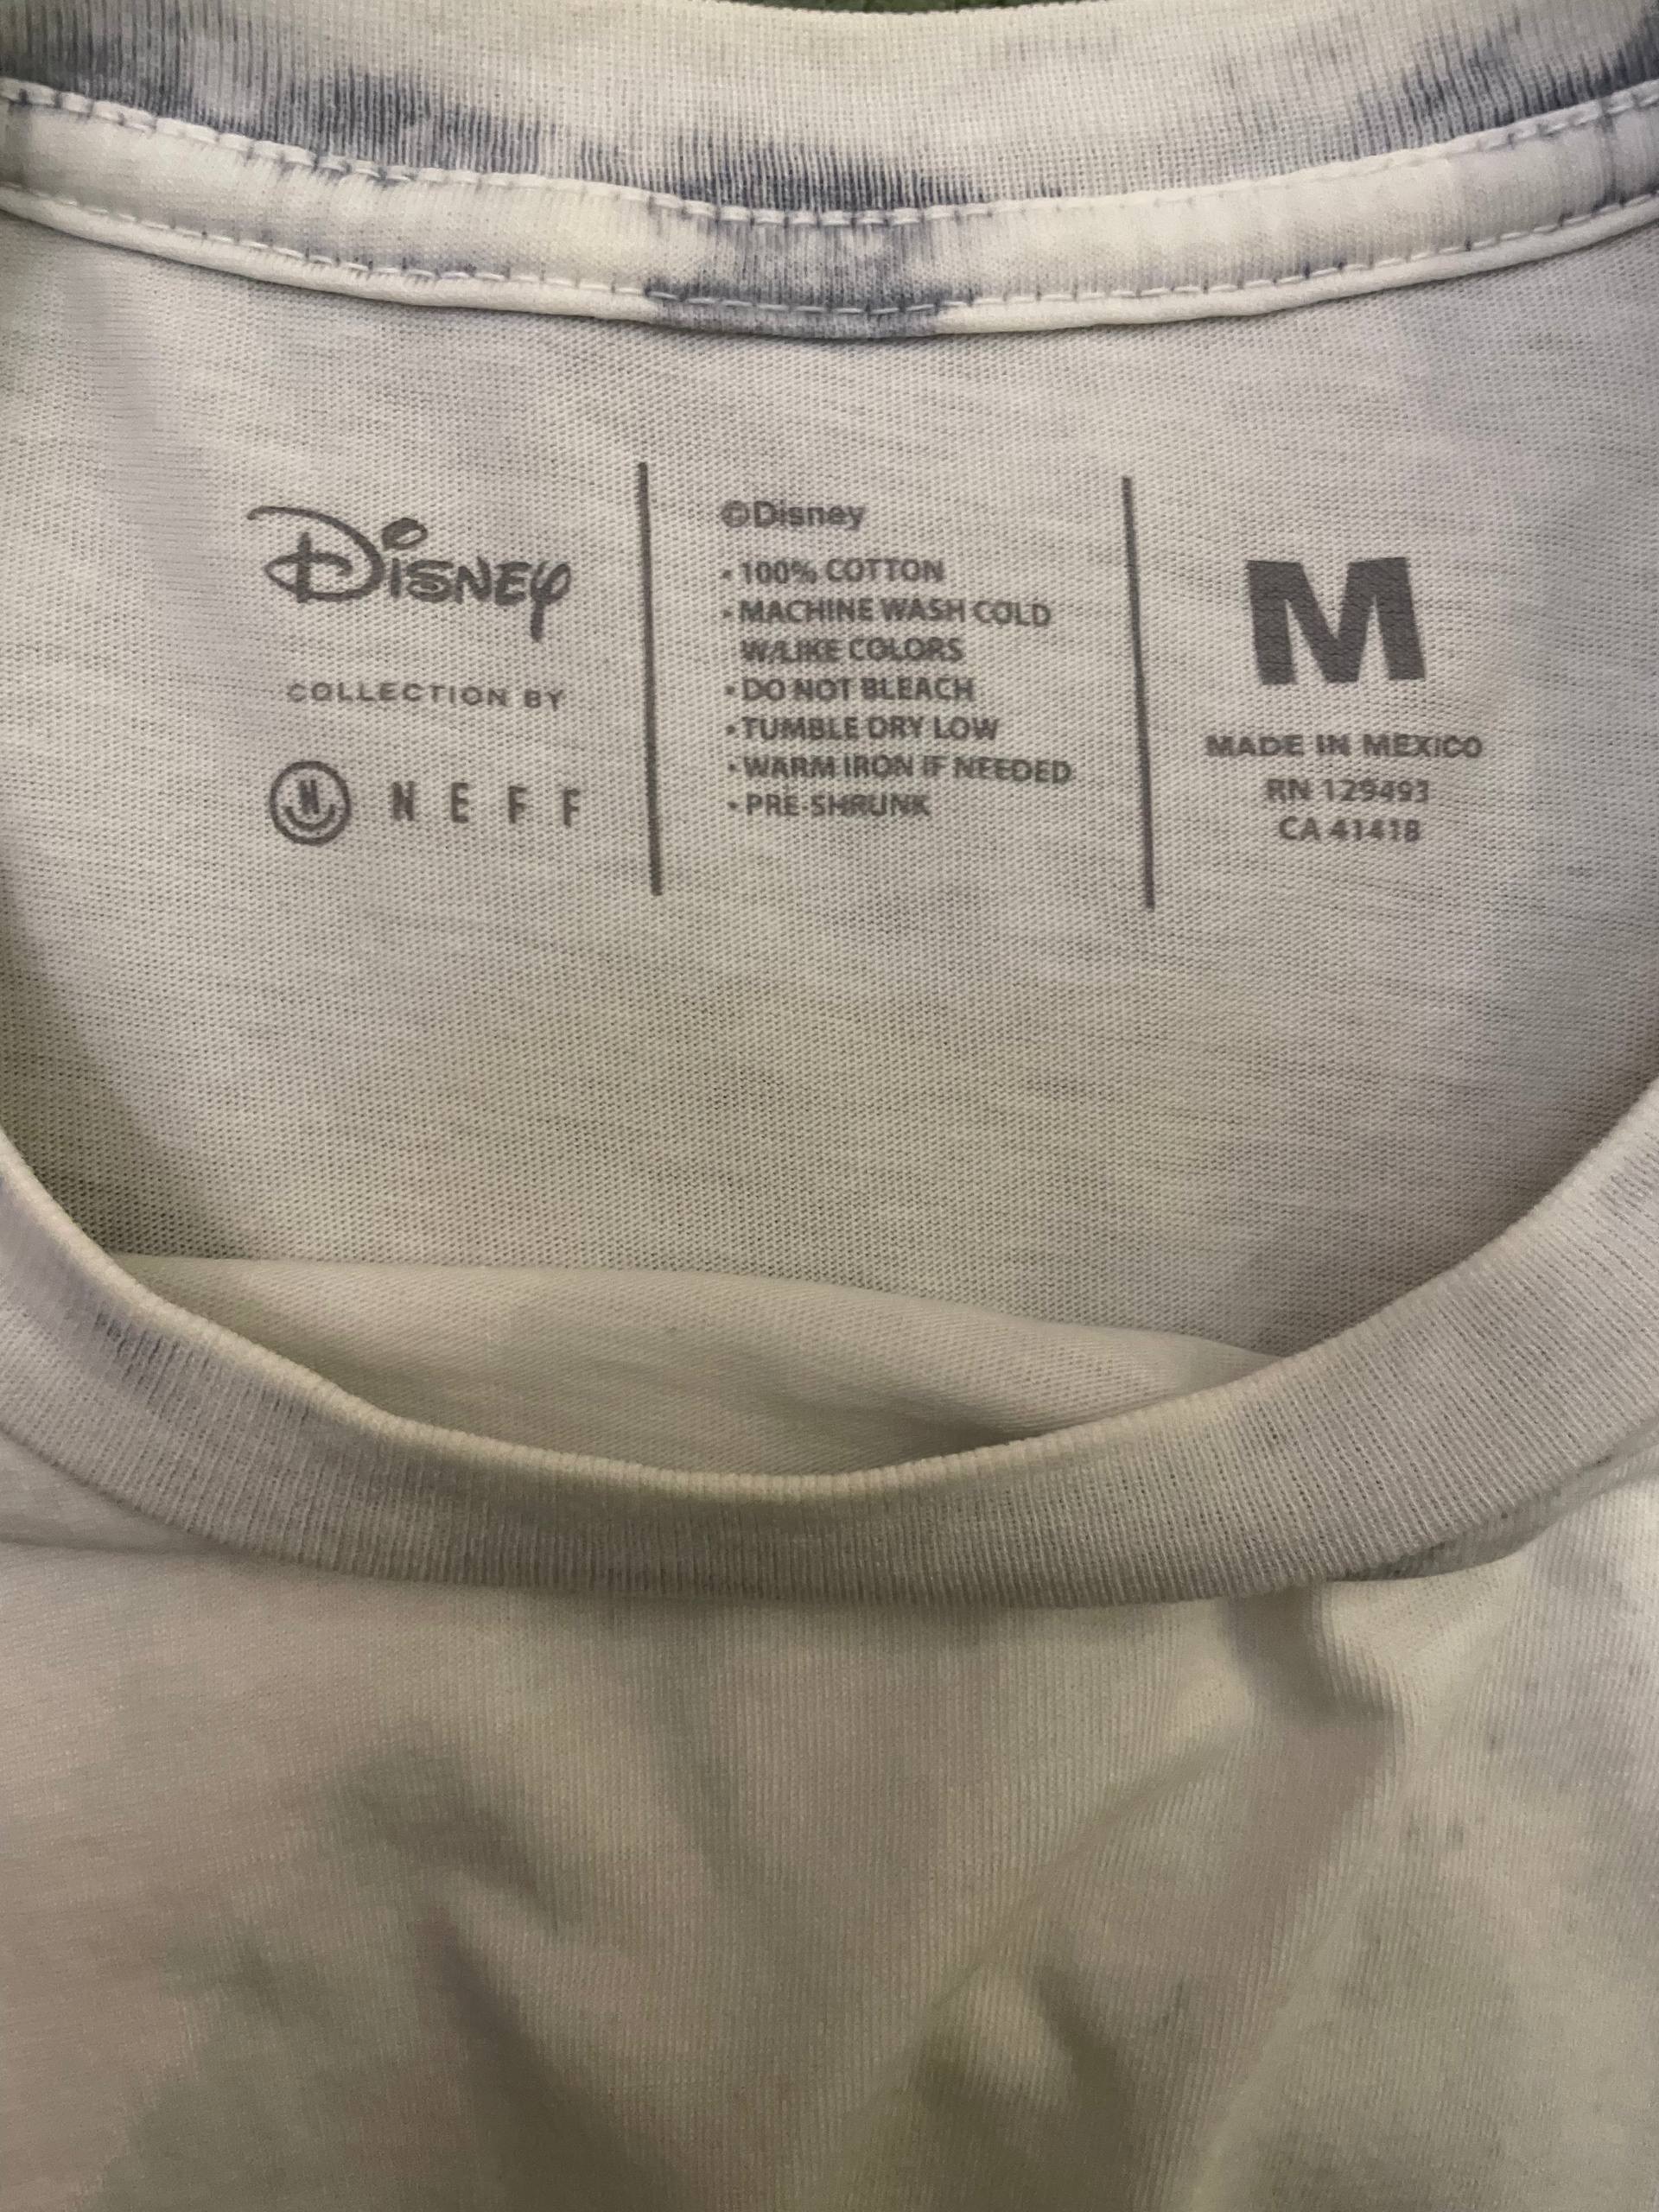 Disney
COLLECTION BY
N NEFF
©Disney
• 100% COTTON
• MACHINE WASH COLD
W/LIKE COLORS
• DO NOT BLEACH
• TUMBLE DRY LOW
• WARM IRON IF NEEDED
• PRE-SHRUNK
M
MADE IN MEXICO
RN 129493
CA 41418